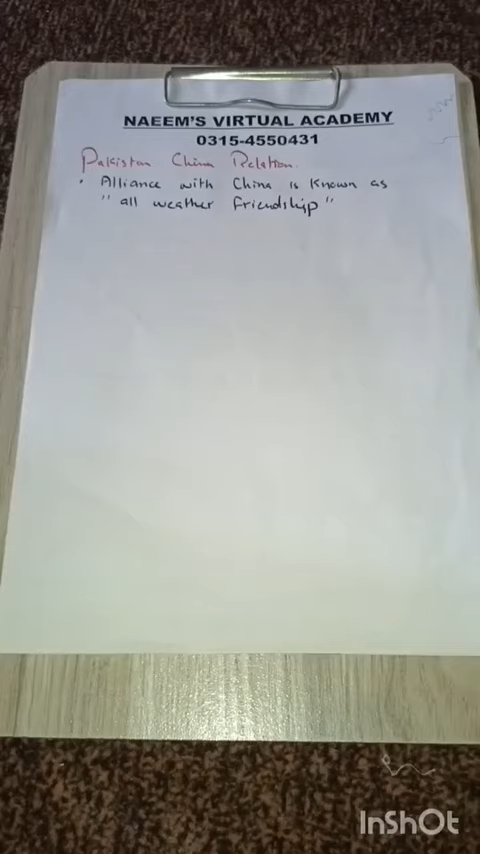 NAEEM'S VIRTUAL ACADEMY
0315-4550431
Pakistan China Relation.
• Alliance with China is known as
"all weather friendship"
InShOt